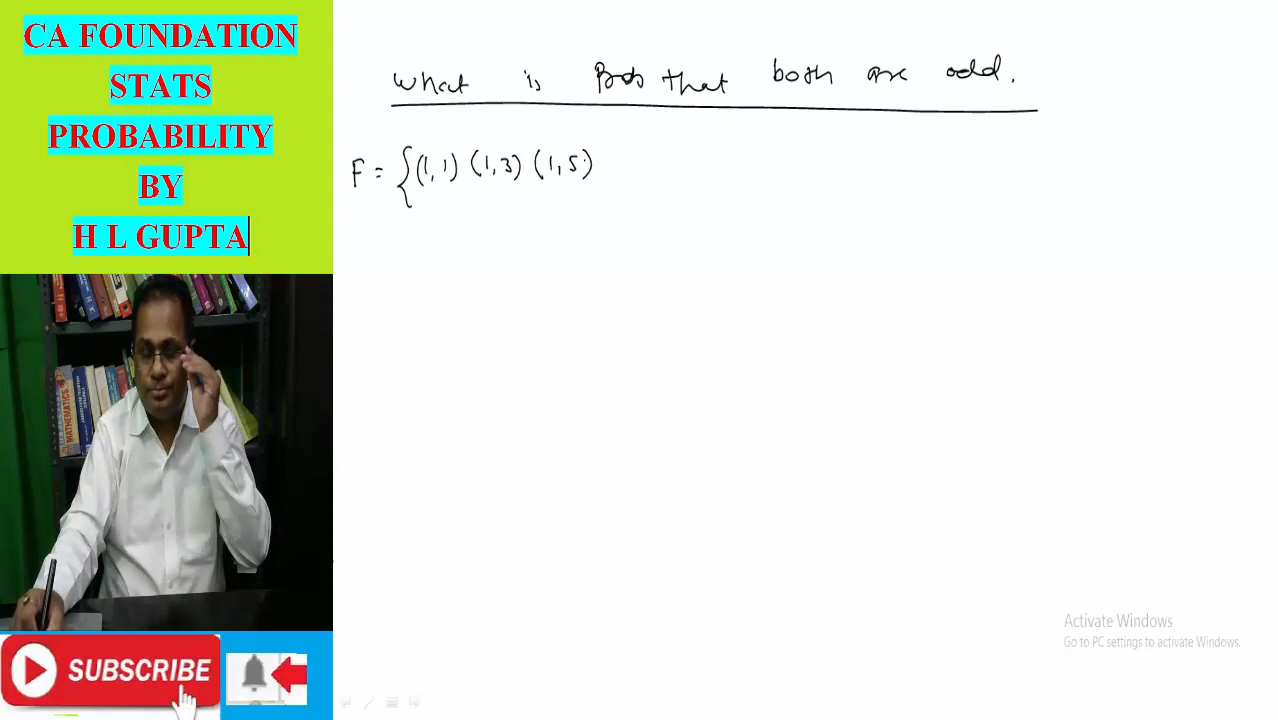 CA FOUNDATION
STATS
PROBABILITY
BY
H L GUPTA
What is Prob that both are odd.
F = {(1,1) (1,3) (1,5)
MATHEMATICS
SUBSCRIBE
Activate Windows
Go to PC settings to activate Windows.